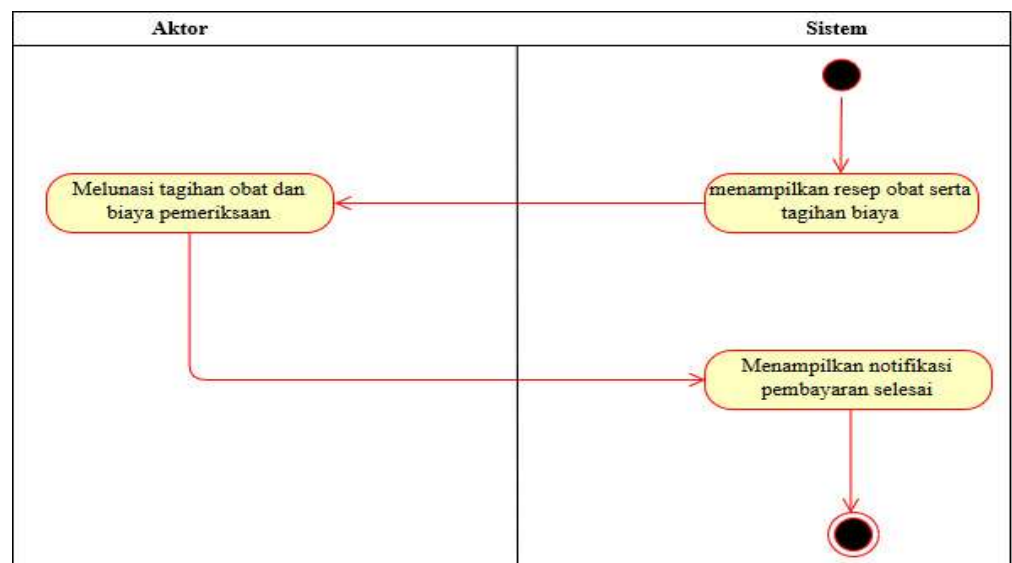 Aktor
Sistem
Melunasi tagihan obat dan
biaya pemeriksaan
menampilkan resep obat serta
tagihan biaya
Menampilkan notifikasi
pembayaran selesai